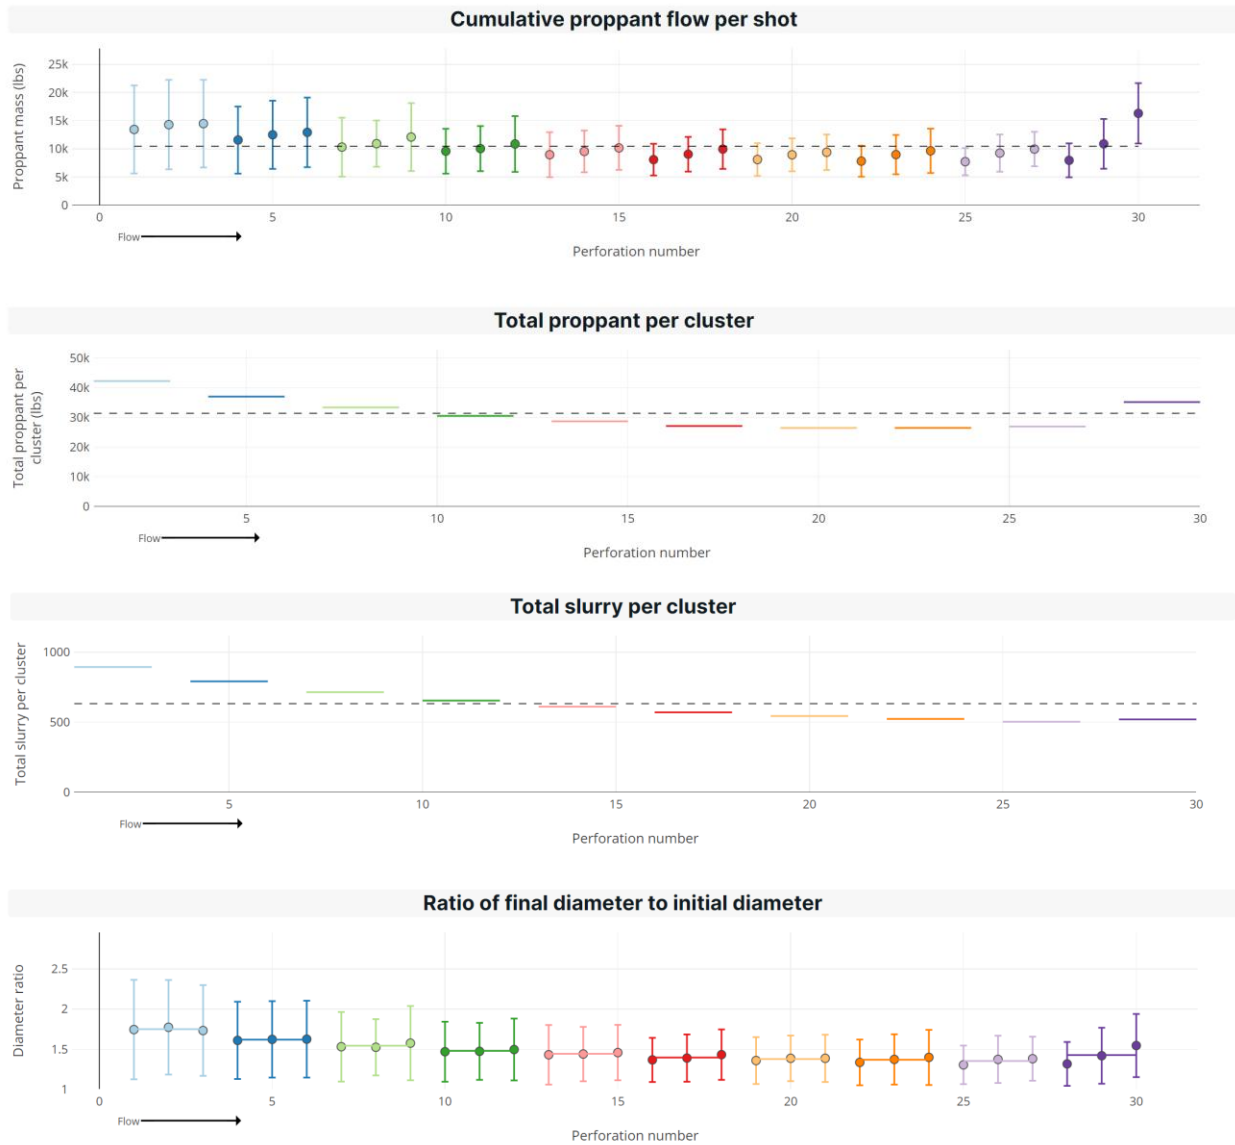 Cumulative proppant flow per shot
Proppant mass (lbs)
25k
20k
15k
10k
5k
0
0 5 10 15 20 25 30
Flow
Perforation number
Total proppant per cluster
Total proppant per
cluster (lbs)
50k
40k
30k
20k
10k
0
5 10 15 20 25 30
Flow
Perforation number
Total slurry per cluster
Total slurry per cluster
1000
500
0
5 10 15 20 25 30
Flow
Perforation number
Ratio of final diameter to initial diameter
Diameter ratio
2.5
2
1.5
1
0 5 10 15 20 25 30
Flow
Perforation number